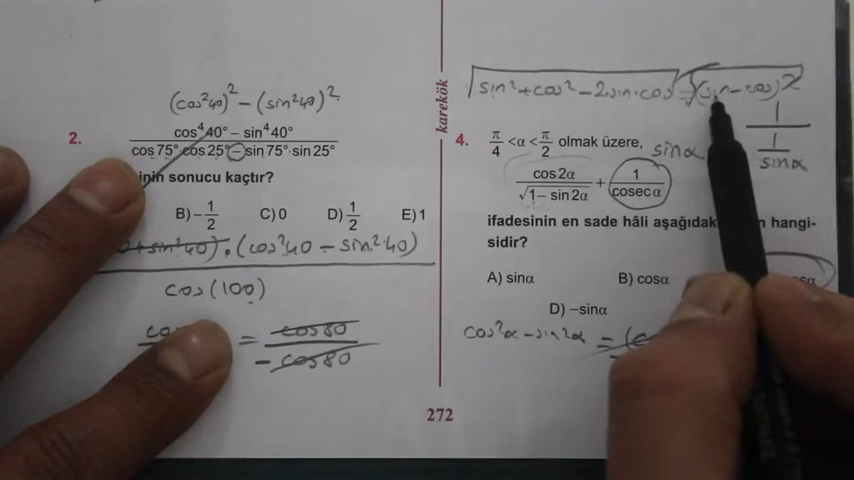 (cos²40)² − (sin²40)²
2. cos⁴40° − sin⁴40°
cos 75° cos 25° − sin 75° sin 25°
inin sonucu kaçtır?
B) −1/2 C) 0 D) 1/2 E) 1
+ sin²40) · (cos²40 − sin²40)
cos(100)
= cos80
− cos80
karekök
√sin² + cos² − 2sin·cos = √(sin − cos)²
4. π/4 < α < π/2 olmak üzere, sinα
1
1
sinα
cos 2α / √1 − sin 2α + 1 / cosec α
ifadesinin en sade hâli aşağıdak hangi-
sidir?
A) sinα B) cosα
D) −sinα
cos²α − sin²α =
272